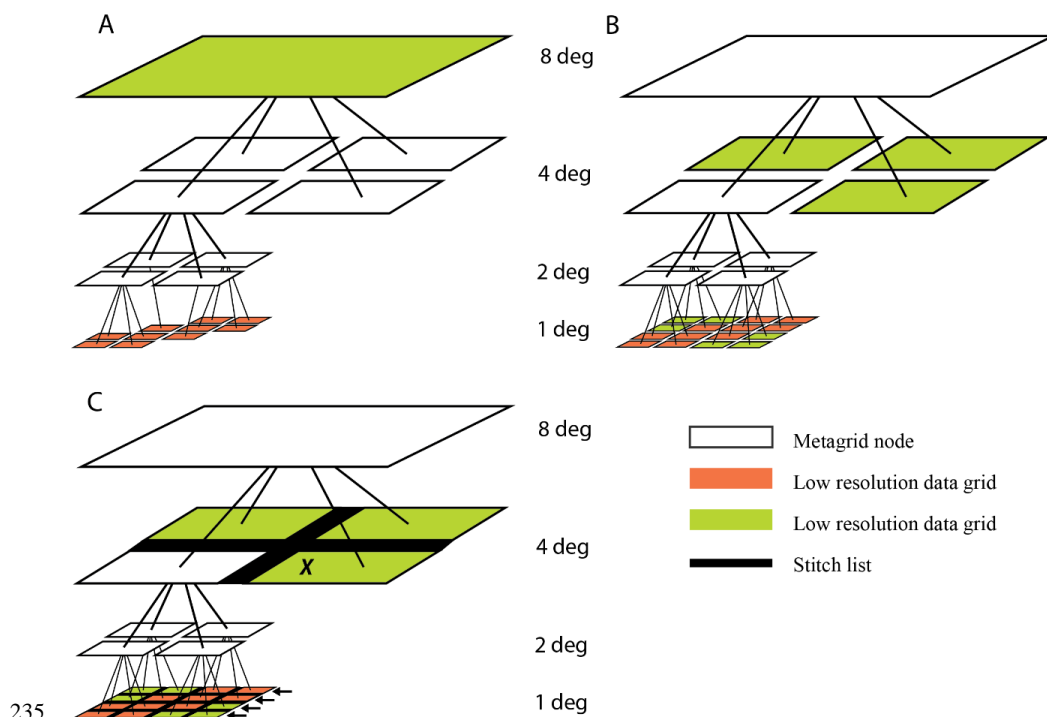 A
B
8 deg
4 deg
2 deg
1 deg
C
8 deg
4 deg
X
2 deg
1 deg
Metagrid node
Low resolution data grid
Low resolution data grid
Stitch list
235